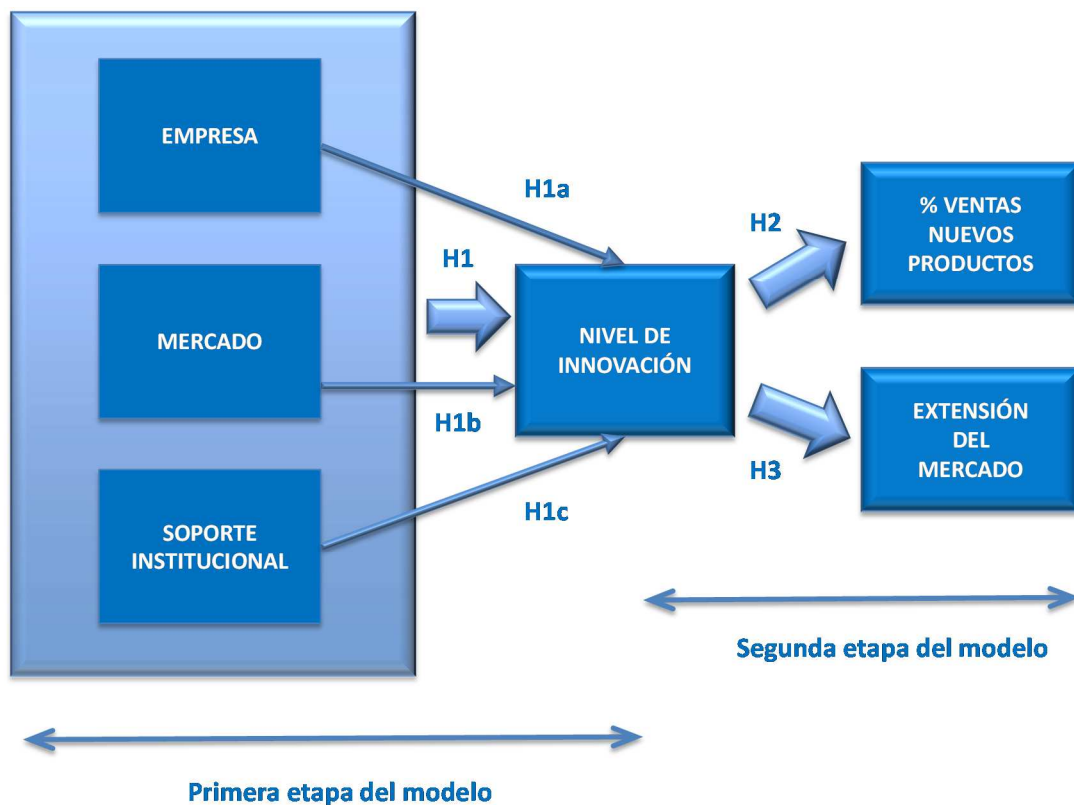 EMPRESA
MERCADO
SOPORTE
INSTITUCIONAL
H1a
H1
H1b
H1c
NIVEL DE
INNOVACIÓN
H2
H3
% VENTAS
NUEVOS
PRODUCTOS
EXTENSIÓN
DEL
MERCADO
Segunda etapa del modelo
Primera etapa del modelo